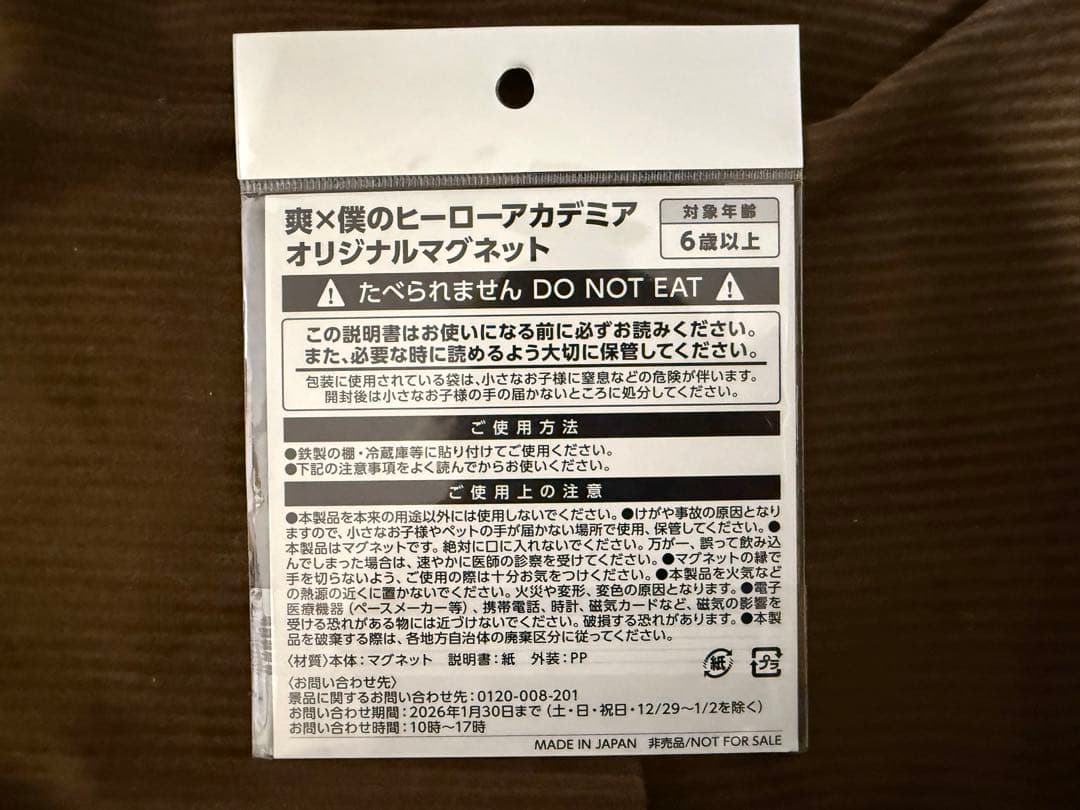 爽×僕のヒーローアカデミア
オリジナルマグネット
対象年齢
6歳以上
たべられません DO NOT EAT
この説明書はお使いになる前に必ずお読みください。
また、必要な時に読めるよう大切に保管してください。
包装に使用されている袋は、小さなお子様に窒息などの危険が伴います。
開封後は小さなお子様の手の届かないところに処分してください。
ご使用方法
●鉄製の棚・冷蔵庫等に貼り付けてご使用ください。
●下記の注意事項をよく読んでからお使いください。
ご使用上の注意
●本製品を本来の用途以外には使用しないでください。●けがや事故の原因となり
ますので、小さなお子様やペットの手が届かない場所で使用、保管してください。●
本製品はマグネットです。絶対に口に入れないでください。万が一、誤って飲み込
んでしまった場合は、速やかに医師の診察を受けてください。●マグネットの縁で
手を切らないよう、ご使用の際は十分お気をつけください。●本製品を火気など
の熱源の近くに置かないでください。火災や変形、変色の原因となります。●電子
医療機器(ペースメーカー等)、携帯電話、時計、磁気カードなど、磁気の影響を
受ける恐れがある物には近づけないでください。破損する恐れがあります。●本製
品を破棄する際は、各地方自治体の廃棄区分に従ってください。
〈材質〉本体:マグネット 説明書:紙 外装:PP
紙
プラ
〈お問い合わせ先〉
景品に関するお問い合わせ先:0120-008-201
お問い合わせ期間:2026年1月30日まで(土・日・祝日・12/29～1/2を除く)
お問い合わせ時間:10時～17時
MADE IN JAPAN 非売品/NOT FOR SALE